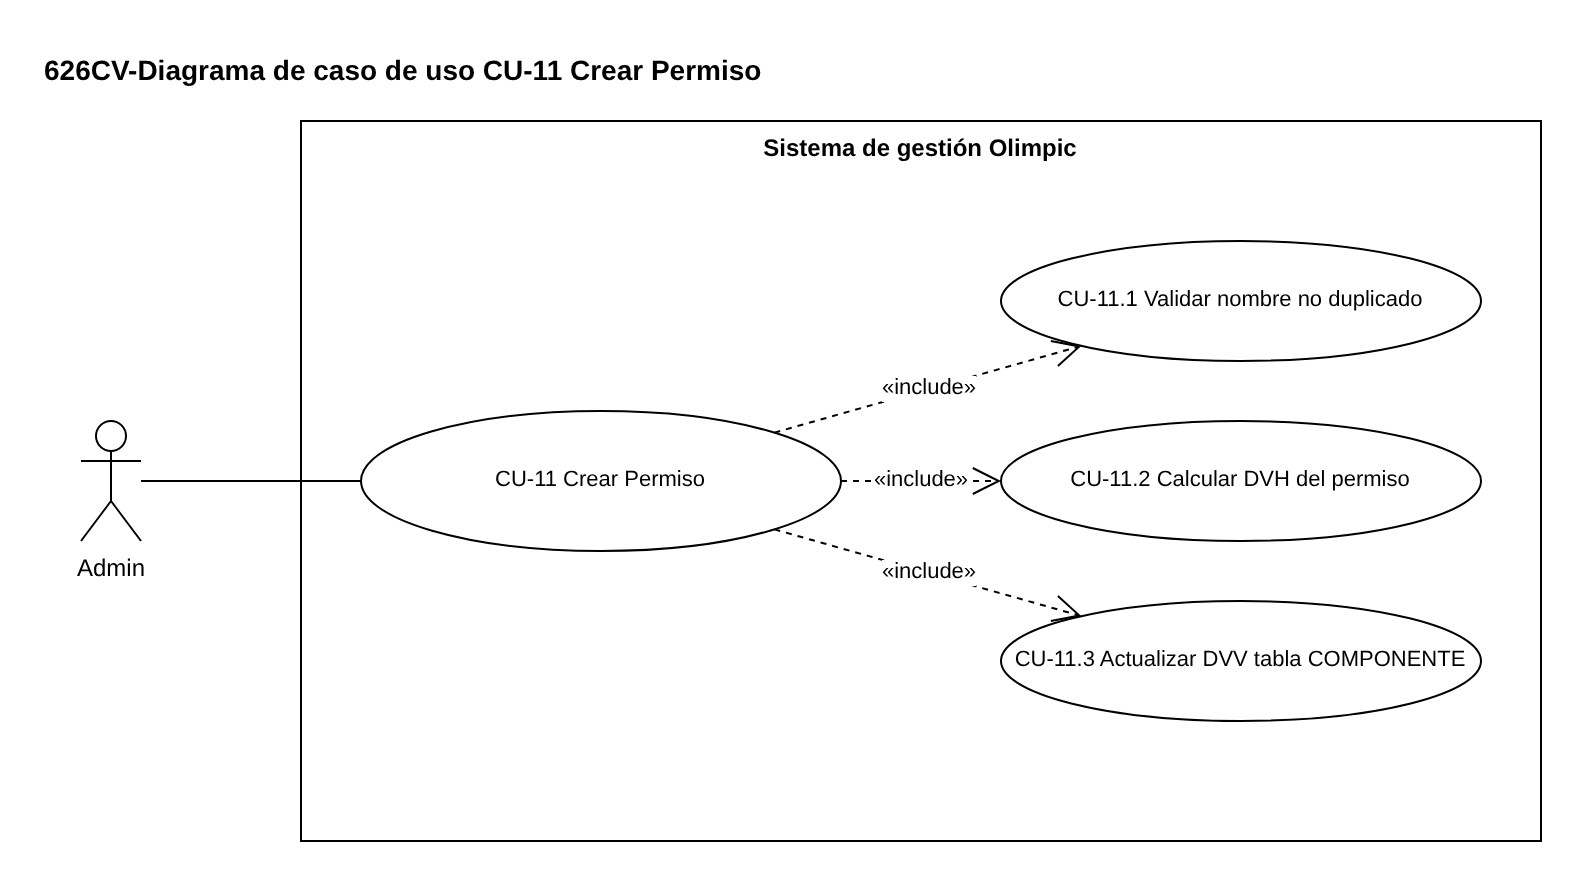 626CV-Diagrama de caso de uso CU-11 Crear Permiso
Sistema de gestión Olimpic
CU-11.1 Validar nombre no duplicado
«include»
CU-11 Crear Permiso
«include»
CU-11.2 Calcular DVH del permiso
Admin
«include»
CU-11.3 Actualizar DVV tabla COMPONENTE